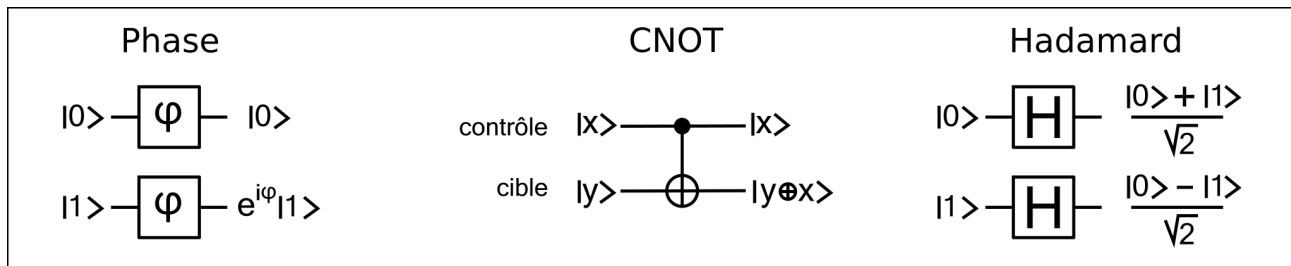 Phase
|0> φ |0>
|1> φ e^{iφ}|1>
CNOT
contrôle |x> |x>
cible |y> |y⊕x>
Hadamard
|0> H |0> + |1> / √2
|1> H |0> − |1> / √2